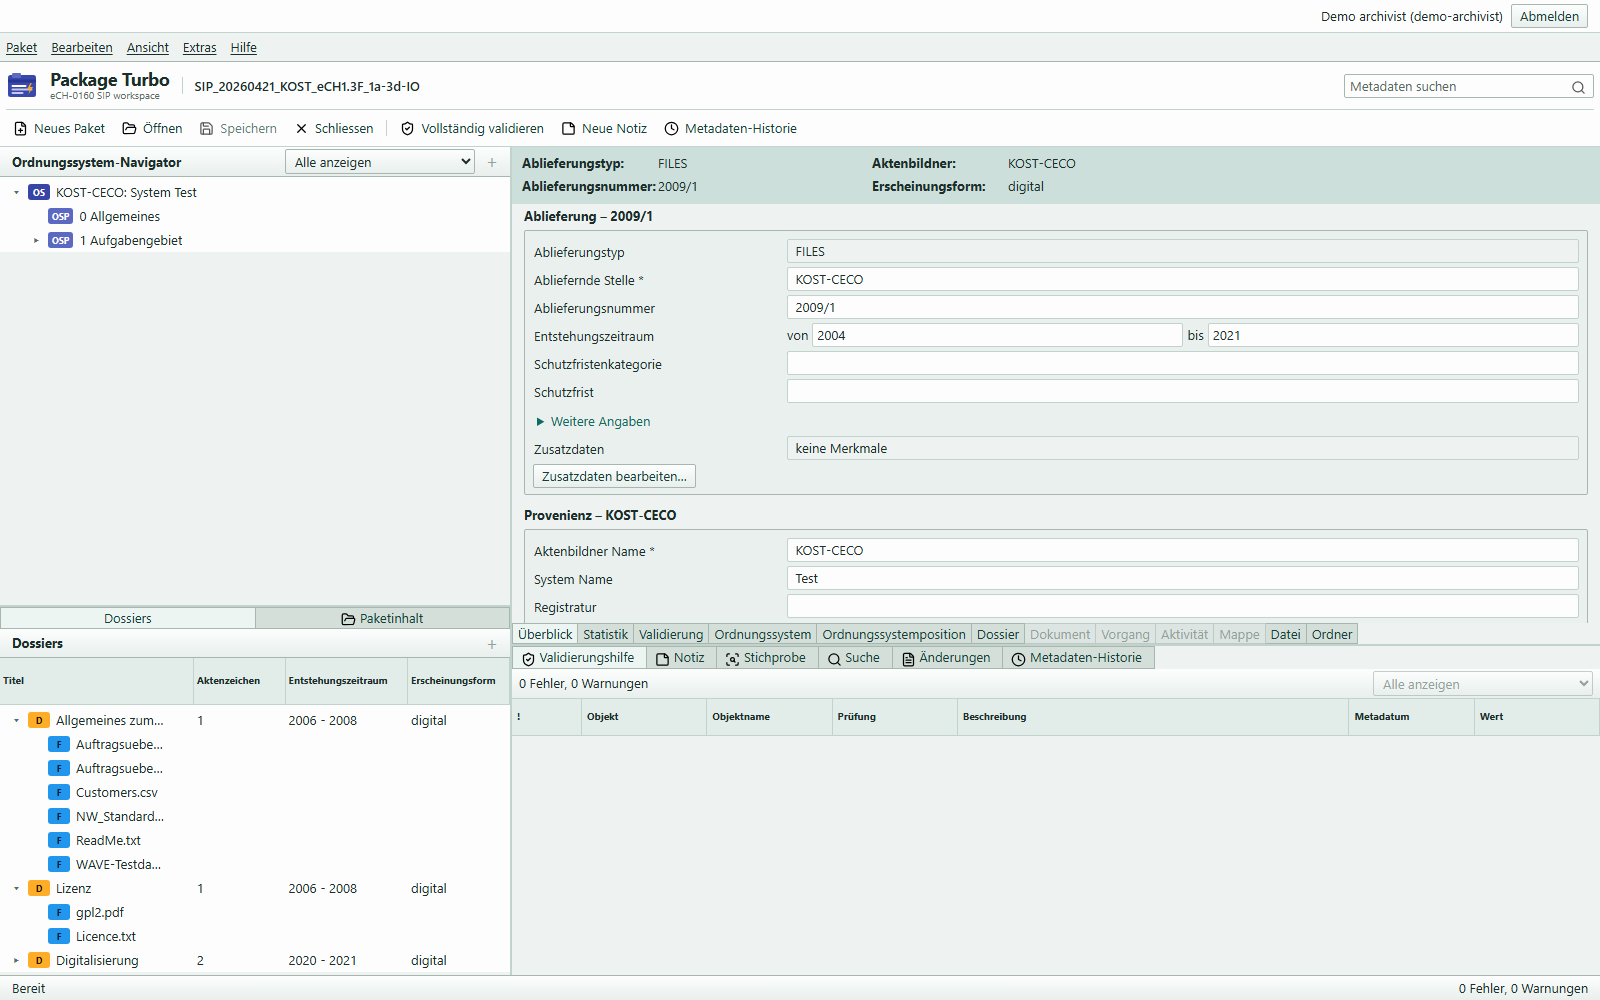 Demo archivist (demo-archivist) Abmelden
Paket Bearbeiten Ansicht Extras Hilfe
Package Turbo
eCH-0160 SIP workspace
SIP_20260421_KOST_eCH1.3F_1a-3d-IO
Metadaten suchen
Neues Paket Öffnen Speichern Schliessen Vollständig validieren Neue Notiz Metadaten-Historie
Ordnungssystem-Navigator Alle anzeigen +
OS KOST-CECO: System Test
OSP 0 Allgemeines
OSP 1 Aufgabengebiet
Dossiers Paketinhalt
Dossiers +
Titel Aktenzeichen Entstehungszeitraum Erscheinungsform
D Allgemeines zum... 1 2006 - 2008 digital
F Auftragsuebe...
F Auftragsuebe...
F Customers.csv
F NW_Standard...
F ReadMe.txt
F WAVE-Testda...
D Lizenz 1 2006 - 2008 digital
F gpl2.pdf
F Licence.txt
D Digitalisierung 2 2020 - 2021 digital
Ablieferungstyp: FILES Aktenbildner: KOST-CECO
Ablieferungsnummer: 2009/1 Erscheinungsform: digital
Ablieferung – 2009/1
Ablieferungstyp FILES
Abliefernde Stelle * KOST-CECO
Ablieferungsnummer 2009/1
Entstehungszeitraum von 2004 bis 2021
Schutzfristenkategorie
Schutzfrist
Weitere Angaben
Zusatzdaten keine Merkmale
Zusatzdaten bearbeiten...
Provenienz – KOST-CECO
Aktenbildner Name * KOST-CECO
System Name Test
Registratur
Überblick Statistik Validierung Ordnungssystem Ordnungssystemposition Dossier Dokument Vorgang Aktivität Mappe Datei Ordner
Validierungshilfe Notiz Stichprobe Suche Änderungen Metadaten-Historie
0 Fehler, 0 Warnungen Alle anzeigen
! Objekt Objektname Prüfung Beschreibung Metadatum Wert
Bereit 0 Fehler, 0 Warnungen